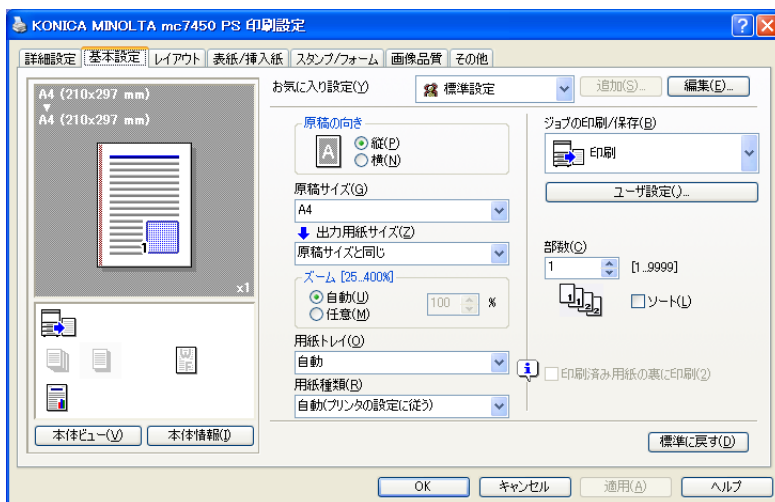 KONICA MINOLTA mc7450 PS 印刷設定
詳細設定 基本設定 レイアウト 表紙/挿入紙 スタンプ/フォーム 画像品質 その他
A4 (210x297 mm)
A4 (210x297 mm)
1
x1
本体ビュー(V) 本体情報(I)
お気に入り設定(Y) 標準設定 追加(S)... 編集(E)...
原稿の向き
A
縦(P)
横(N)
原稿サイズ(G)
A4
出力用紙サイズ(Z)
原稿サイズと同じ
ズーム [25..400%]
自動(U)
任意(M)
100 %
用紙トレイ(O)
自動
用紙種類(R)
自動(プリンタの設定に従う)
ジョブの印刷/保存(B)
印刷
ユーザ設定(.)...
部数(C)
1 [1..9999]
1 1 2 2
ソート(L)
印刷済み用紙の裏に印刷(2)
標準に戻す(D)
OK キャンセル 適用(A) ヘルプ